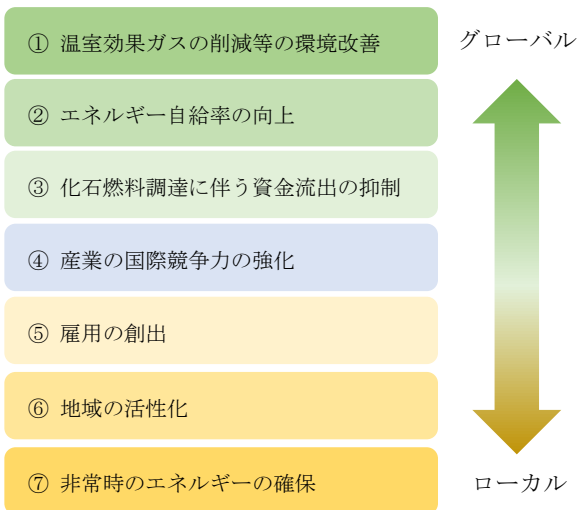 ① 温室効果ガスの削減等の環境改善
グローバル
② エネルギー自給率の向上
③ 化石燃料調達に伴う資金流出の抑制
④ 産業の国際競争力の強化
⑤ 雇用の創出
⑥ 地域の活性化
⑦ 非常時のエネルギーの確保
ローカル